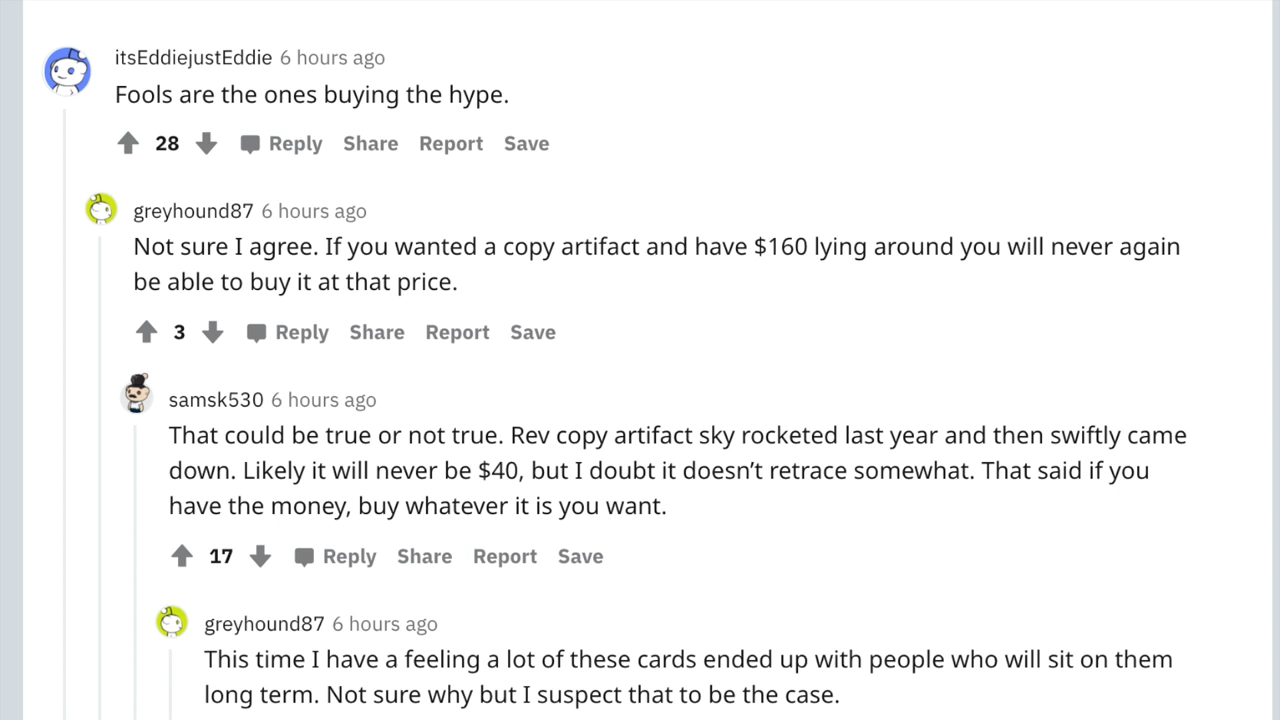 itsEddiejustEddie 6 hours ago
Fools are the ones buying the hype.
28 Reply Share Report Save
greyhound87 6 hours ago
Not sure I agree. If you wanted a copy artifact and have $160 lying around you will never again
be able to buy it at that price.
3 Reply Share Report Save
samsk530 6 hours ago
That could be true or not true. Rev copy artifact sky rocketed last year and then swiftly came
down. Likely it will never be $40, but I doubt it doesn’t retrace somewhat. That said if you
have the money, buy whatever it is you want.
17 Reply Share Report Save
greyhound87 6 hours ago
This time I have a feeling a lot of these cards ended up with people who will sit on them
long term. Not sure why but I suspect that to be the case.